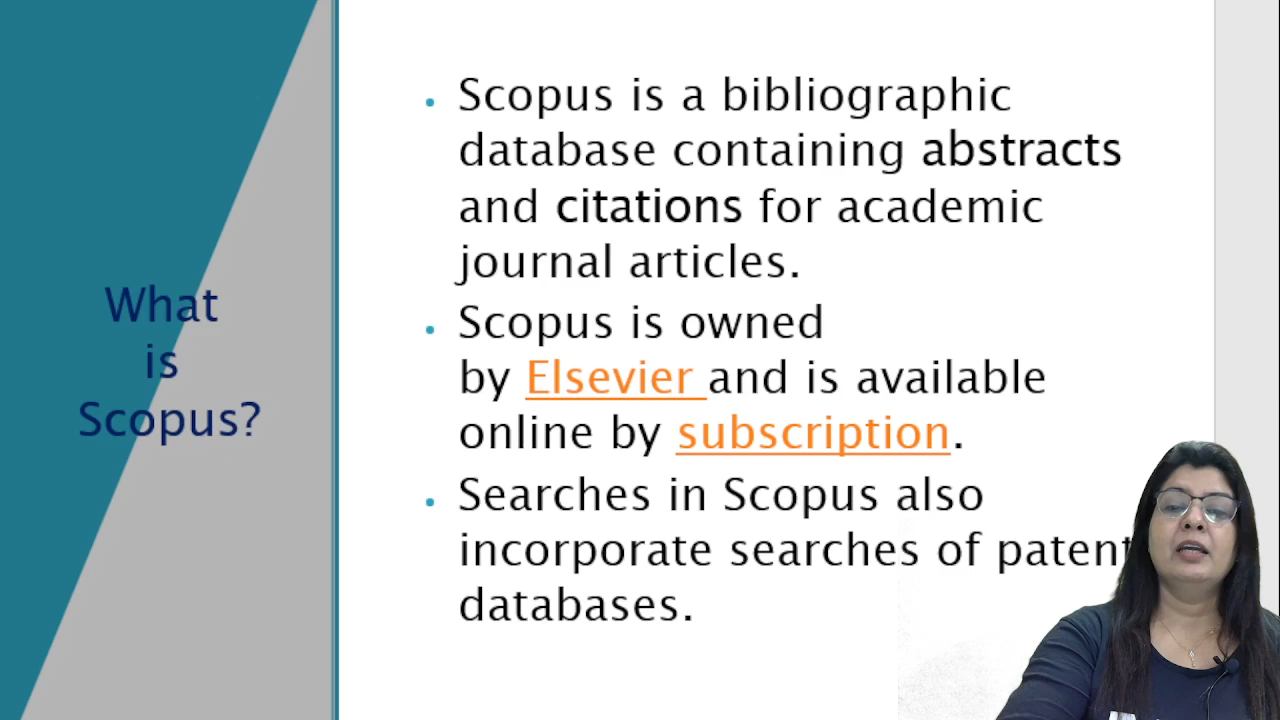 What
is
Scopus?
Scopus is a bibliographic
database containing abstracts
and citations for academic
journal articles.
Scopus is owned
by Elsevier and is available
online by subscription.
Searches in Scopus also
incorporate searches of patent
databases.